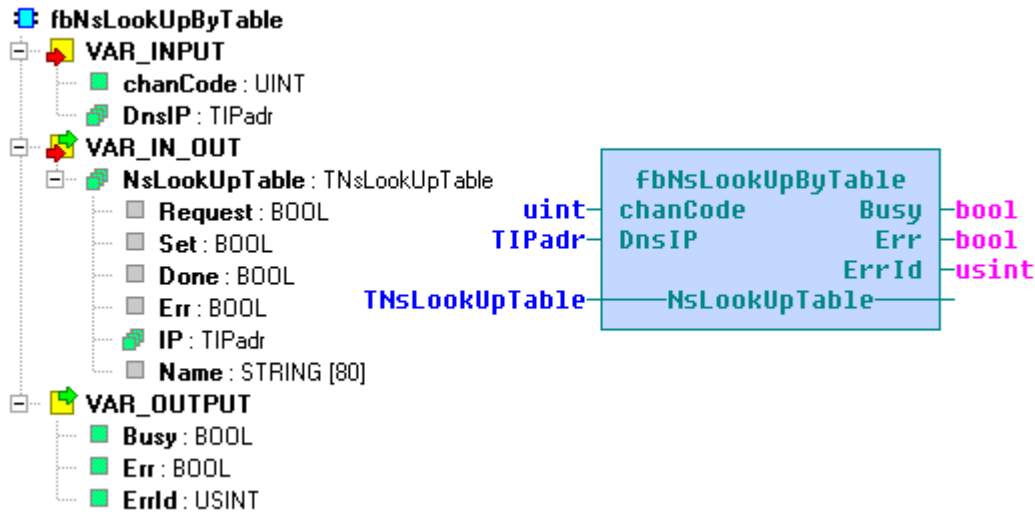 fbNsLookUpByTable
VAR_INPUT
chanCode : UINT
DnsIP : TIPadr
VAR_IN_OUT
NsLookUpTable : TNsLookUpTable
Request : BOOL
Set : BOOL
Done : BOOL
Err : BOOL
IP : TIPadr
Name : STRING [80]
VAR_OUTPUT
Busy : BOOL
Err : BOOL
ErrId : USINT
fbNsLookUpByTable
uint chanCode Busy bool
TIPadr DnsIP Err bool
ErrId usint
TNsLookUpTable NsLookUpTable